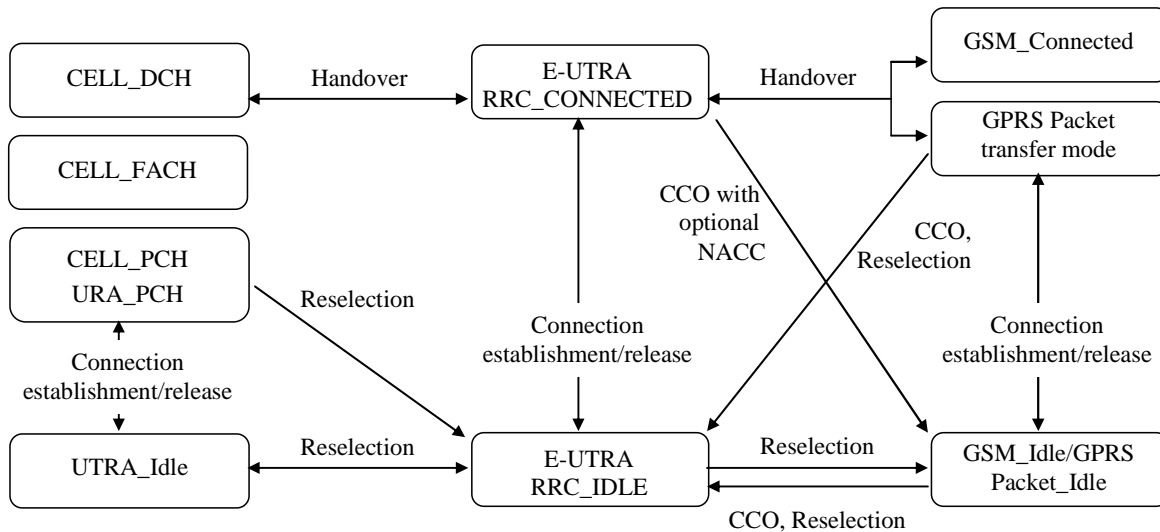 GSM_Connected
CELL_DCH
Handover
E-UTRA
RRC_CONNECTED
Handover
GPRS Packet
transfer mode
CELL_FACH
CCO with
optional
NACC
CCO,
Reselection
CELL_PCH
URA_PCH
Reselection
Connection
establishment/release
Connection
establishment/release
Connection
establishment/release
UTRA_Idle
Reselection
E-UTRA
RRC_IDLE
Reselection
GSM_Idle/GPRS
Packet_Idle
CCO, Reselection